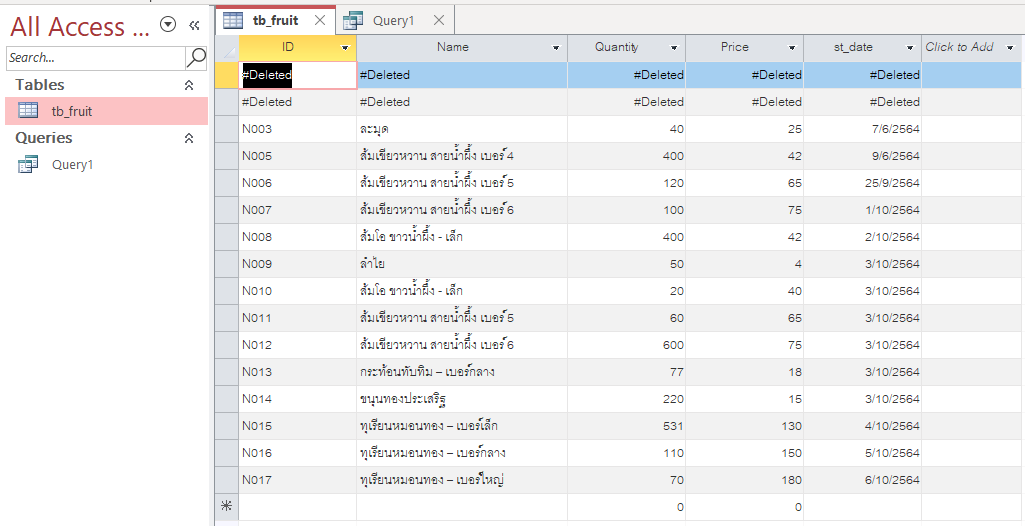 All Access ...
Search...
Tables
tb_fruit
Queries
Query1
tb_fruit Query1
ID Name Quantity Price st_date Click to Add
#Deleted #Deleted #Deleted #Deleted #Deleted
#Deleted #Deleted #Deleted #Deleted #Deleted
N003 ละมุด 40 25 7/6/2564
N005 ส้มเขียวหวาน สายน้ำผึ้ง เบอร์ 4 400 42 9/6/2564
N006 ส้มเขียวหวาน สายน้ำผึ้ง เบอร์ 5 120 65 25/9/2564
N007 ส้มเขียวหวาน สายน้ำผึ้ง เบอร์ 6 100 75 1/10/2564
N008 ส้มโอ ขาวน้ำผึ้ง - เล็ก 400 42 2/10/2564
N009 ลำไย 50 4 3/10/2564
N010 ส้มโอ ขาวน้ำผึ้ง - เล็ก 20 40 3/10/2564
N011 ส้มเขียวหวาน สายน้ำผึ้ง เบอร์ 5 60 65 3/10/2564
N012 ส้มเขียวหวาน สายน้ำผึ้ง เบอร์ 6 600 75 3/10/2564
N013 กระท้อนทับทิม – เบอร์กลาง 77 18 3/10/2564
N014 ขนุนทองประเสริฐ 220 15 3/10/2564
N015 ทุเรียนหมอนทอง – เบอร์เล็ก 531 130 4/10/2564
N016 ทุเรียนหมอนทอง – เบอร์กลาง 110 150 5/10/2564
N017 ทุเรียนหมอนทอง – เบอร์ใหญ่ 70 180 6/10/2564
0 0